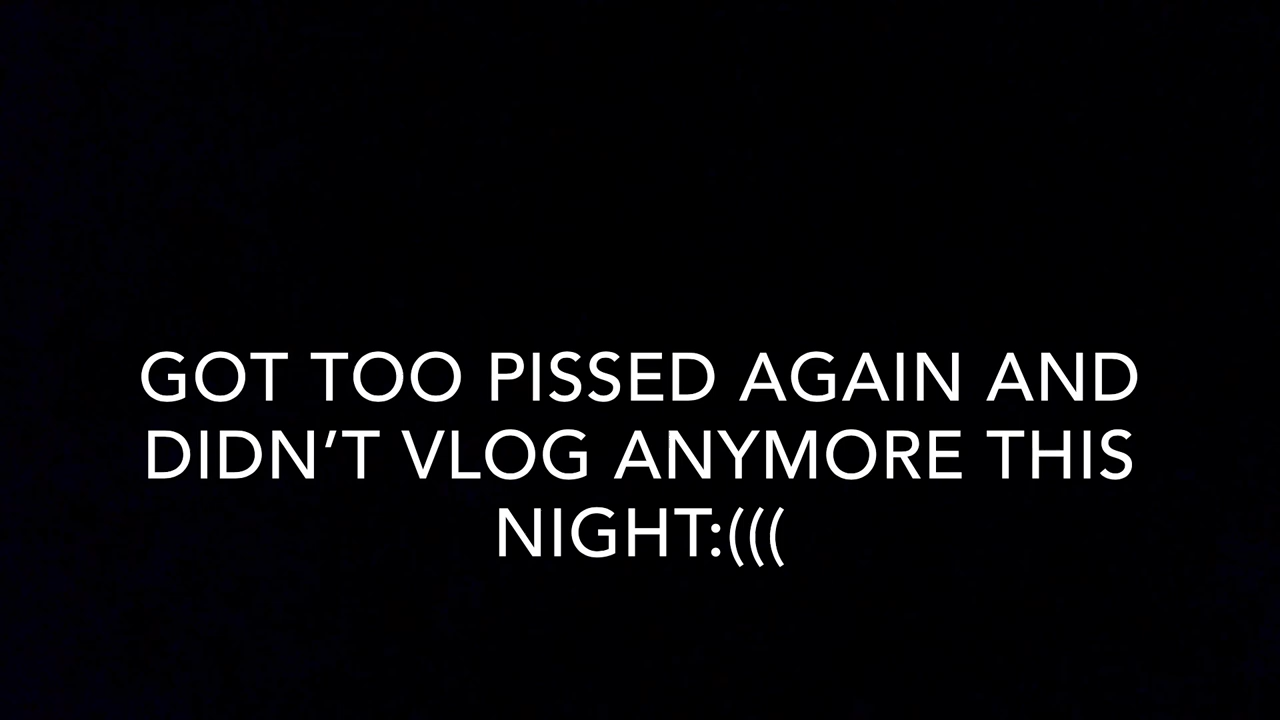 GOT TOO PISSED AGAIN AND
DIDN’T VLOG ANYMORE THIS
NIGHT:(((